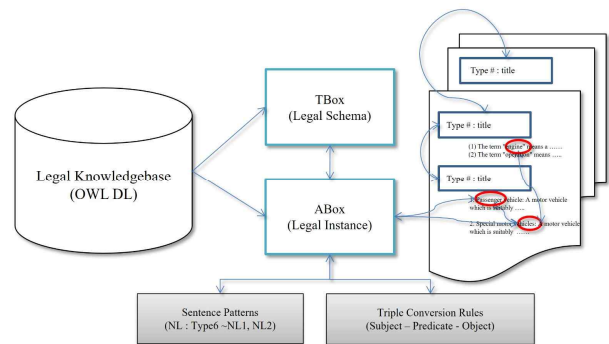 Legal Knowledgebase
(OWL DL)
TBox
(Legal Schema)
ABox
(Legal Instance)
Sentence Patterns
(NL : Type6 ~NL1, NL2)
Triple Conversion Rules
(Subject – Predicate - Object)
Type # : title
Type # : title
(1) The term "engine" means a ……
(2) The term "operation" means …..
Type # : title
1. Passenger vehicle: A motor vehicle
which is suitably …..
2. Special motor vehicles: A motor vehicle
which is suitably …….